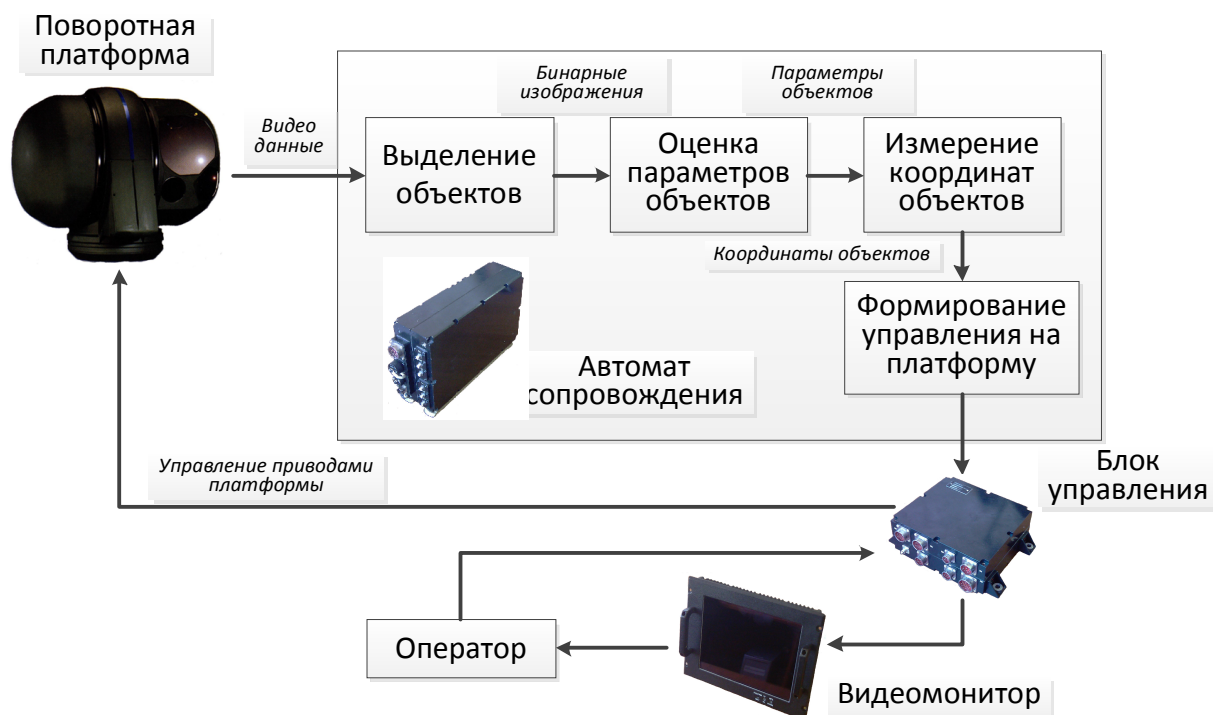 Поворотная
платформа
Видео
данные
Бинарные
изображения
Параметры
объектов
Выделение
объектов
Оценка
параметров
объектов
Измерение
координат
объектов
Координаты объектов
Формирование
управления на
платформу
Автомат
сопровождения
Управление приводами
платформы
Блок
управления
Оператор
Видеомонитор